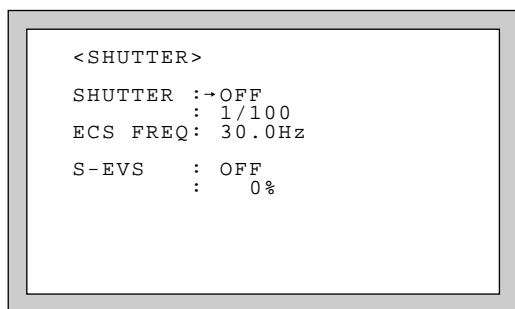 <SHUTTER>
SHUTTER :→OFF
: 1/100
ECS FREQ: 30.0Hz
S-EVS : OFF
: 0%